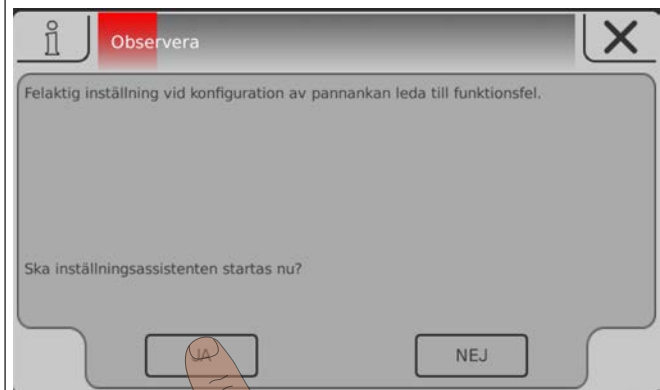 Observera
Felaktig inställning vid konfiguration av pannankan leda till funktionsfel.
Ska inställningsassistenten startas nu?
JA
NEJ